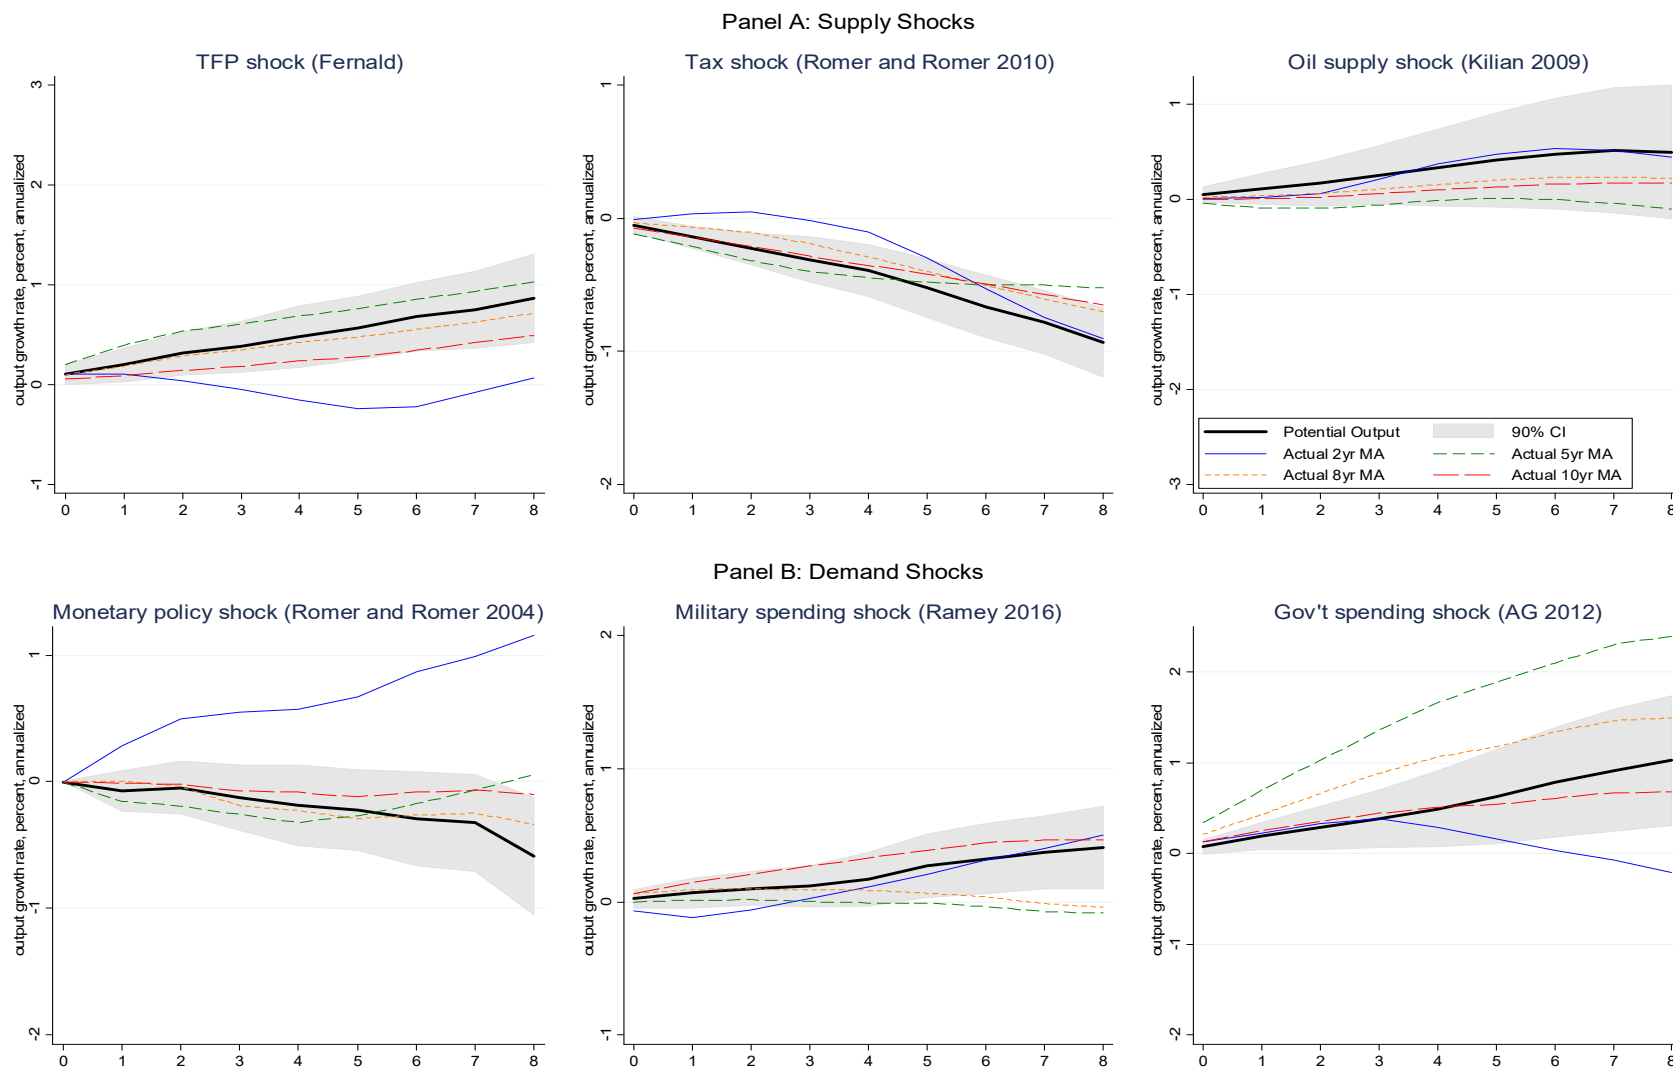 Panel A: Supply Shocks
TFP shock (Fernald)
output growth rate, percent, annualized
3
2
1
0
-1
0 1 2 3 4 5 6 7 8
Tax shock (Romer and Romer 2010)
output growth rate, percent, annualized
1
0
-1
-2
0 1 2 3 4 5 6 7 8
Oil supply shock (Kilian 2009)
output growth rate, percent, annualized
1
0
-1
-2
-3
Potential Output 90% CI
Actual 2yr MA Actual 5yr MA
Actual 8yr MA Actual 10yr MA
0 1 2 3 4 5 6 7 8
Panel B: Demand Shocks
Monetary policy shock (Romer and Romer 2004)
output growth rate, percent, annualized
1
0
-1
-2
0 1 2 3 4 5 6 7 8
Military spending shock (Ramey 2016)
output growth rate, percent, annualized
2
1
0
-1
0 1 2 3 4 5 6 7 8
Gov't spending shock (AG 2012)
output growth rate, percent, annualized
2
1
0
-1
-2
0 1 2 3 4 5 6 7 8